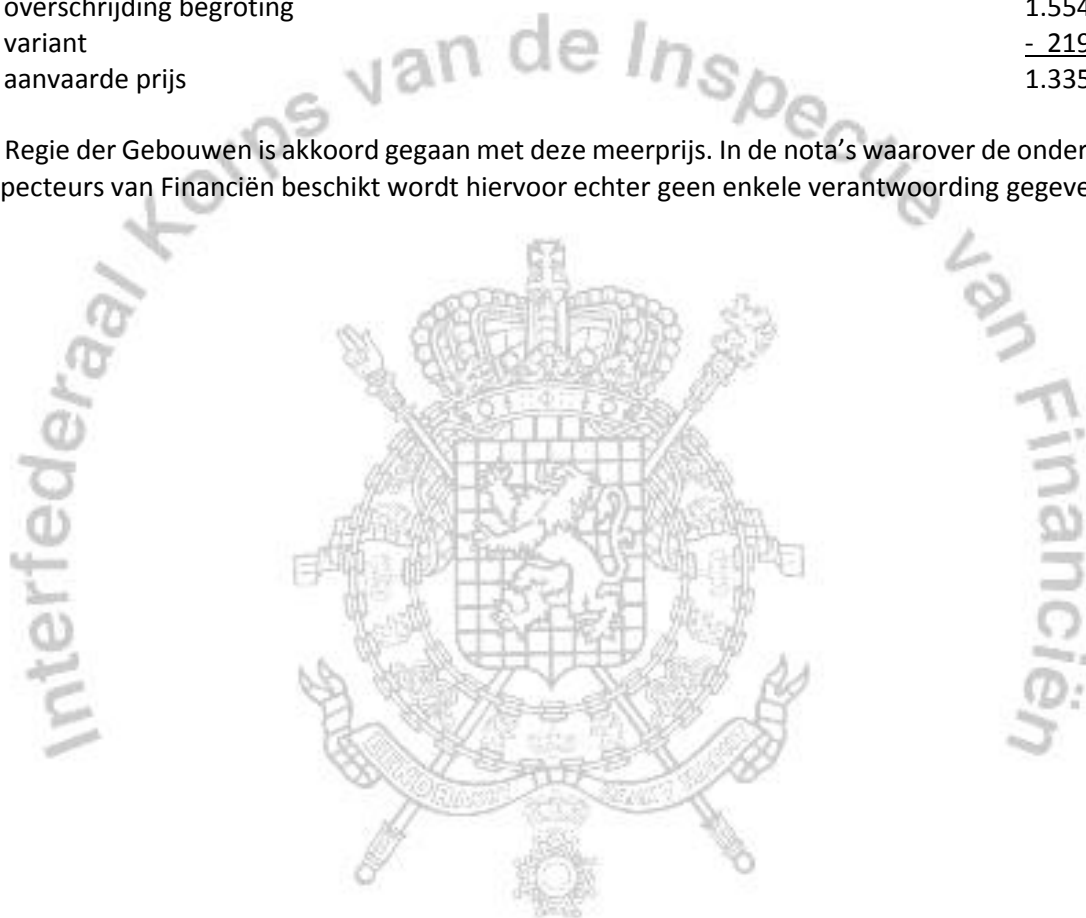 overschrijding begroting 1.554
variant - 219
aanvaarde prijs 1.335
Regie der Gebouwen is akkoord gegaan met deze meerprijs. In de nota's waarover de onder
pecteurs van Financiën beschikt wordt hiervoor echter geen enkele verantwoording gegeve
Interfederaal Korps van de Inspectie van Financiën